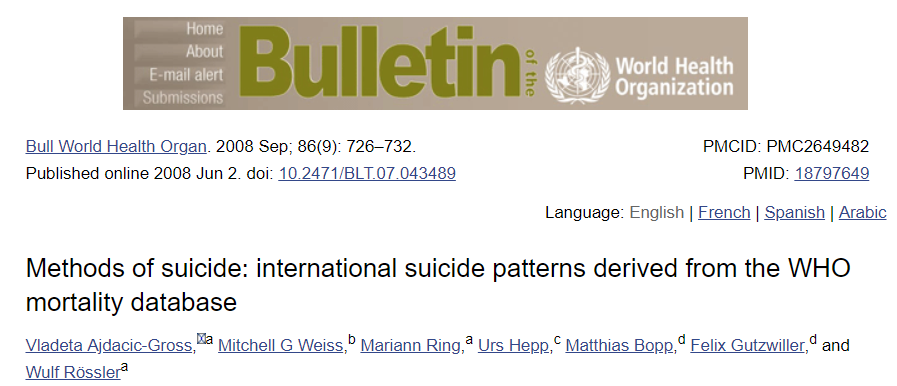 Home
About
E-mail alert
Submissions
Bulletin
of the
World Health
Organization
Bull World Health Organ. 2008 Sep; 86(9): 726–732.
PMCID: PMC2649482
Published online 2008 Jun 2. doi: 10.2471/BLT.07.043489
PMID: 18797649
Language: English | French | Spanish | Arabic
Methods of suicide: international suicide patterns derived from the WHO
mortality database
Vladeta Ajdacic-Gross,a Mitchell G Weiss,b Mariann Ring,a Urs Hepp,c Matthias Bopp,d Felix Gutzwiller,d and
Wulf Rösslera